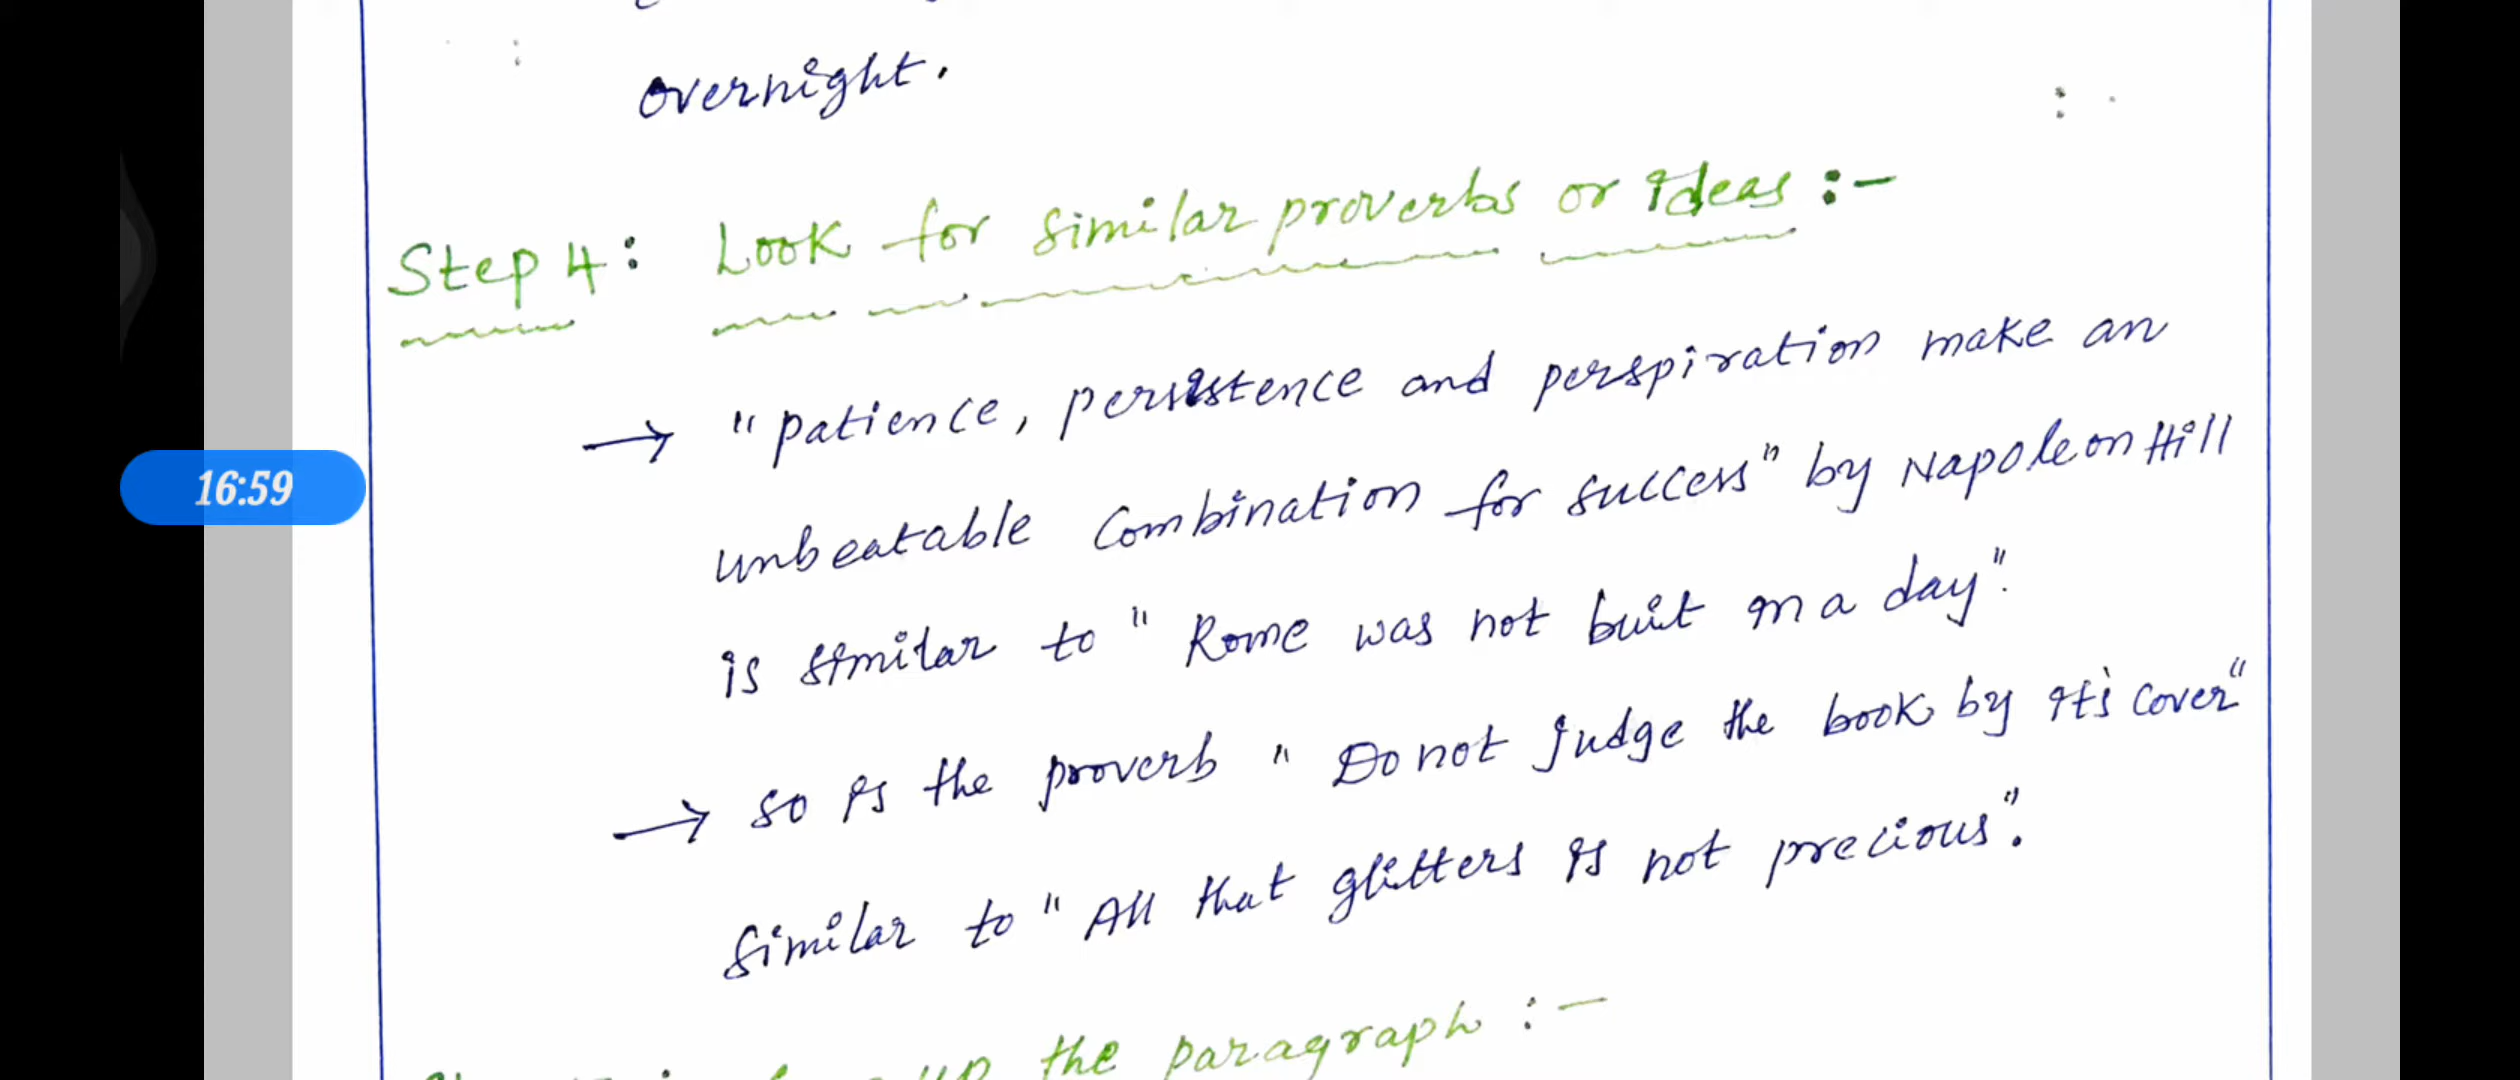 overnight.
Step 4: Look for similar proverbs or ideas :-
→ "patience, persistence and perspiration make an
unbeatable combination for success" by Napoleon Hill
is similar to "Rome was not built in a day".
16:59
→ so is the proverb "Do not judge the book by it's cover"
similar to "All that glitters is not precious".
up the paragraph :-